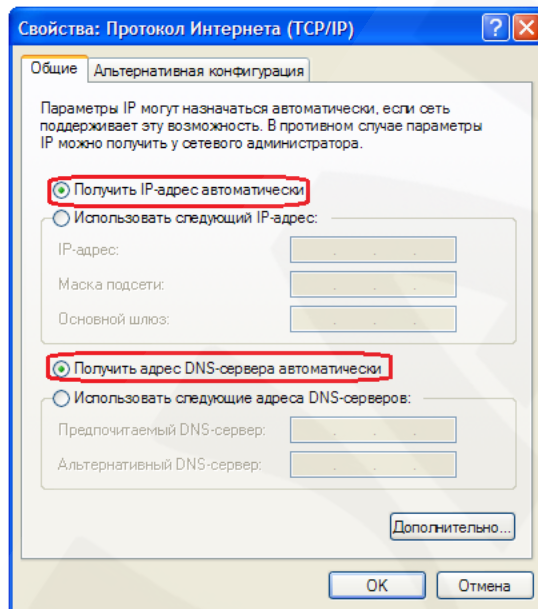 Свойства: Протокол Интернета (TCP/IP)
Общие
Альтернативная конфигурация
Параметры IP могут назначаться автоматически, если сеть
поддерживает эту возможность. В противном случае параметры
IP можно получить у сетевого администратора.
Получить IP-адрес автоматически
Использовать следующий IP-адрес:
IP-адрес:
Маска подсети:
Основной шлюз:
Получить адрес DNS-сервера автоматически
Использовать следующие адреса DNS-серверов:
Предпочитаемый DNS-сервер:
Альтернативный DNS-сервер:
Дополнительно...
OK
Отмена